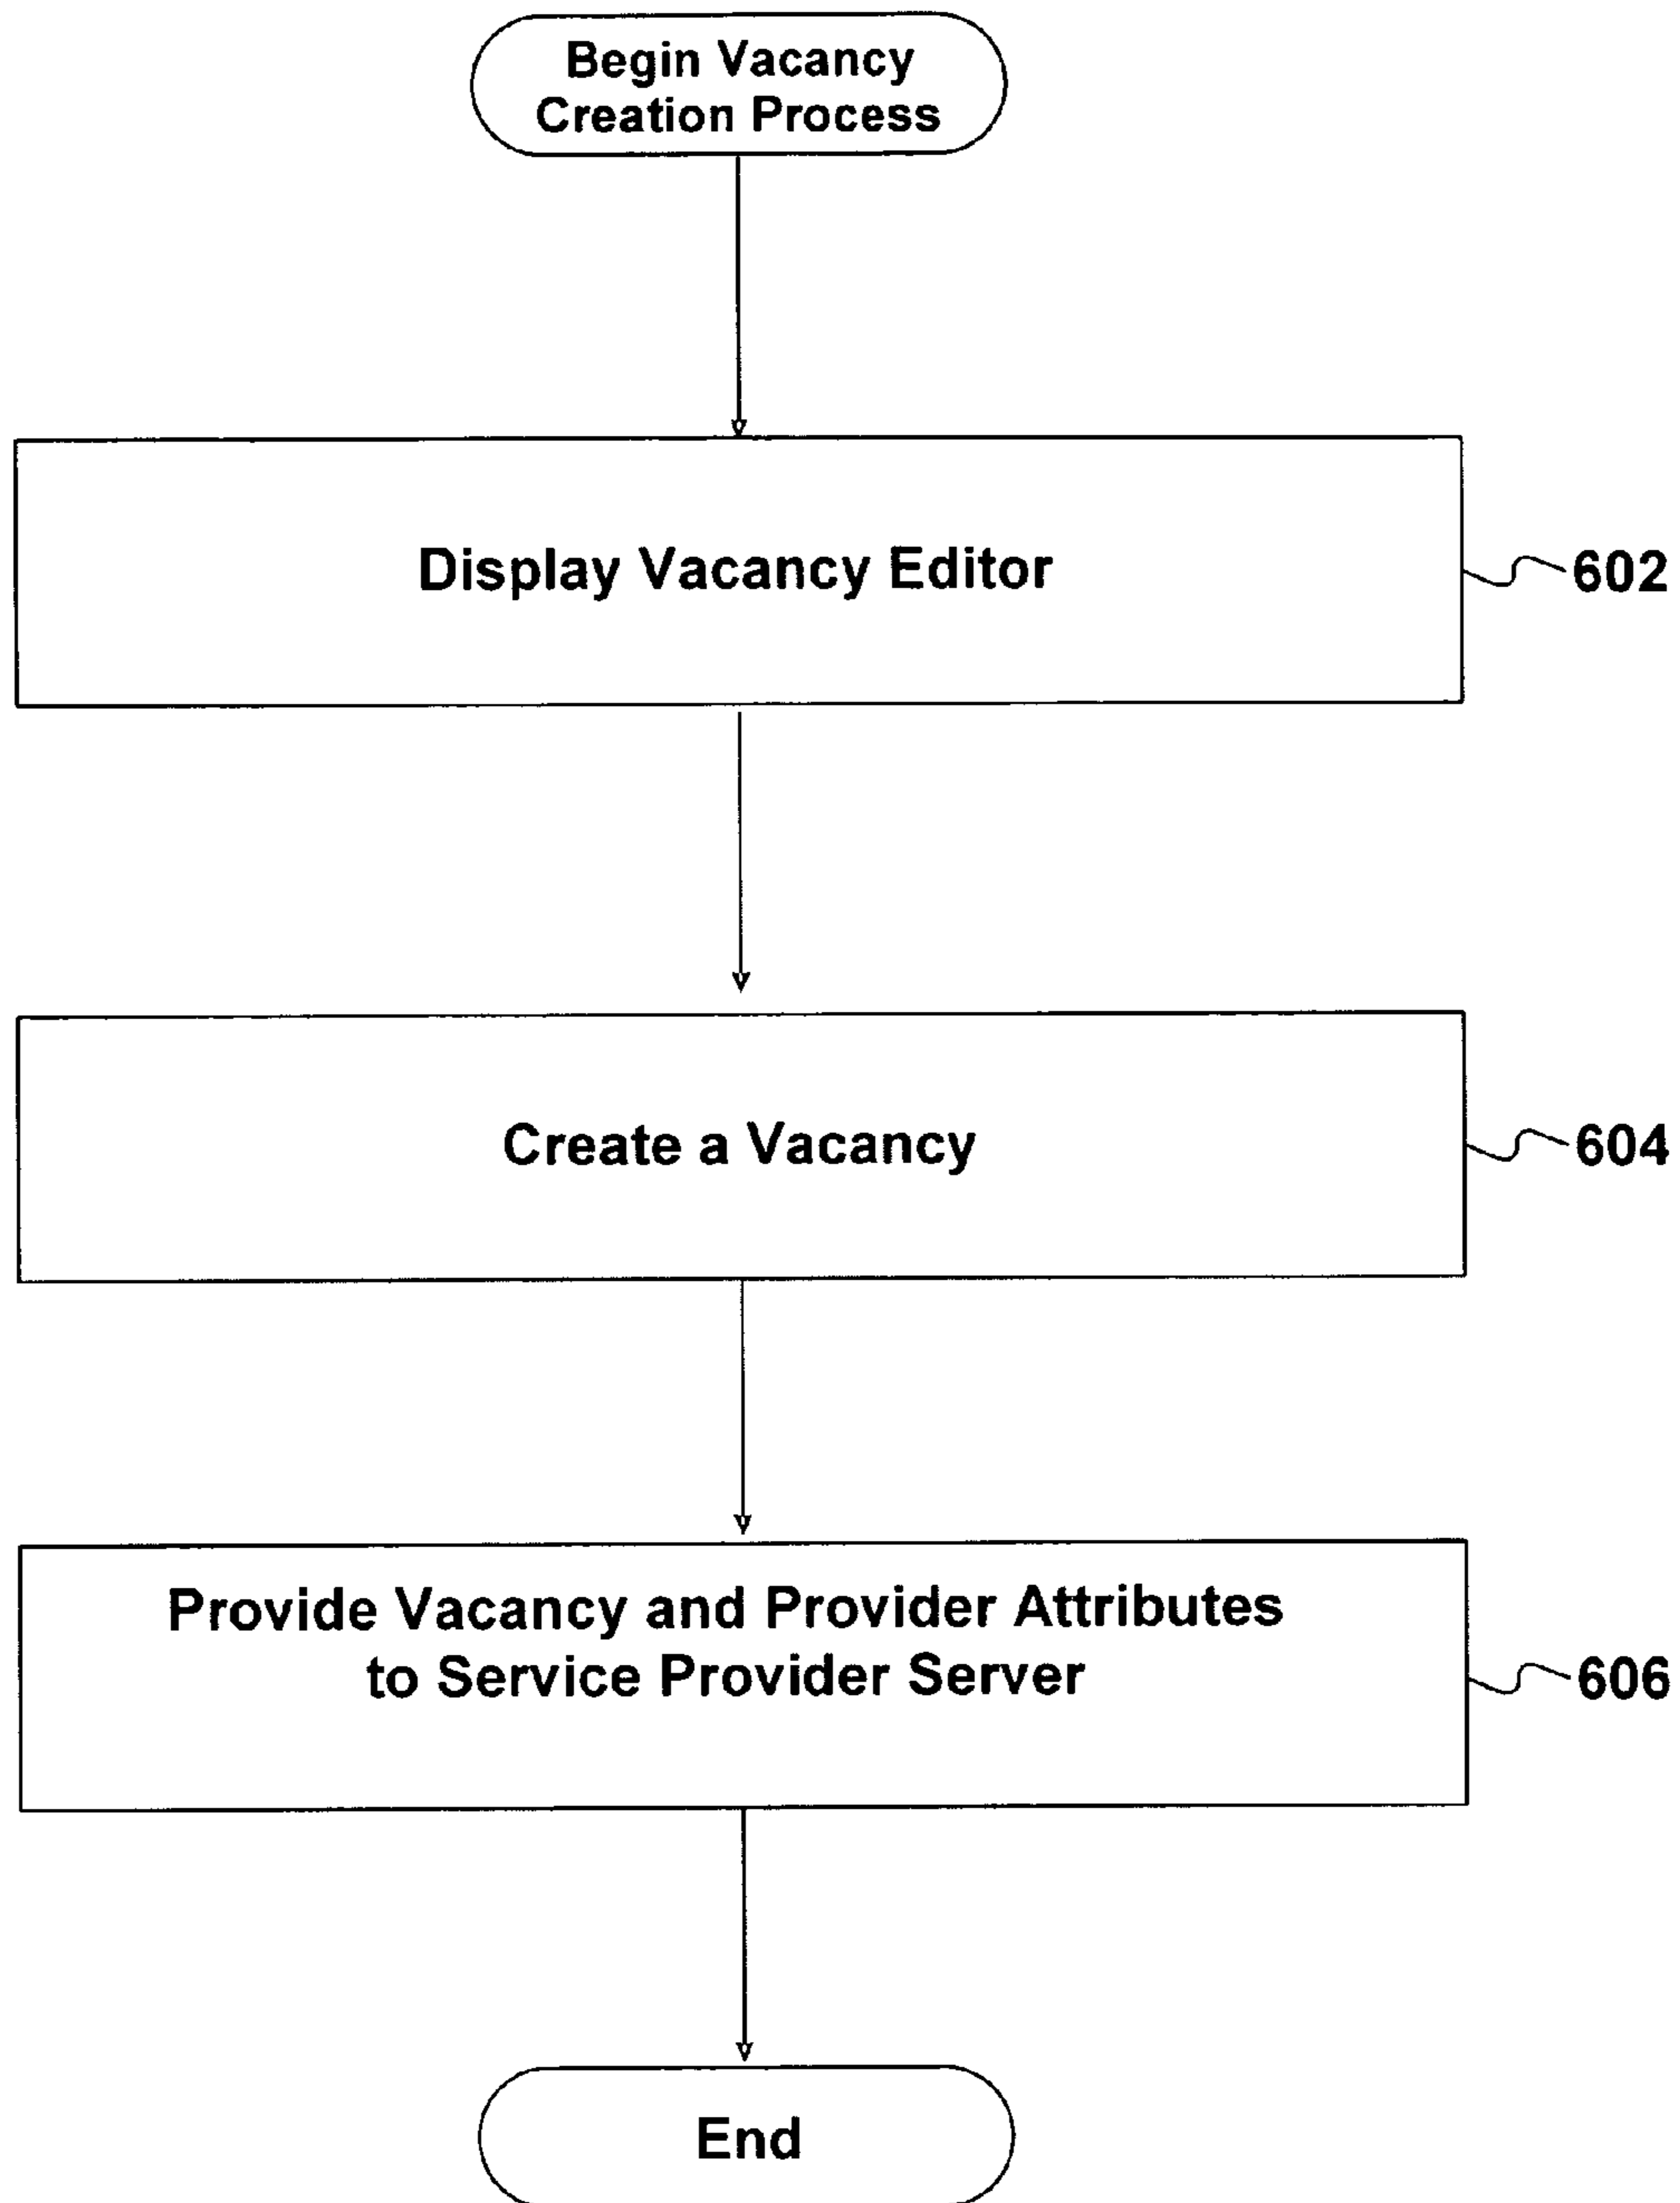 Begin Vacancy
Creation Process
Display Vacancy Editor
602
Create a Vacancy
604
Provide Vacancy and Provider Attributes
to Service Provider Server
606
End